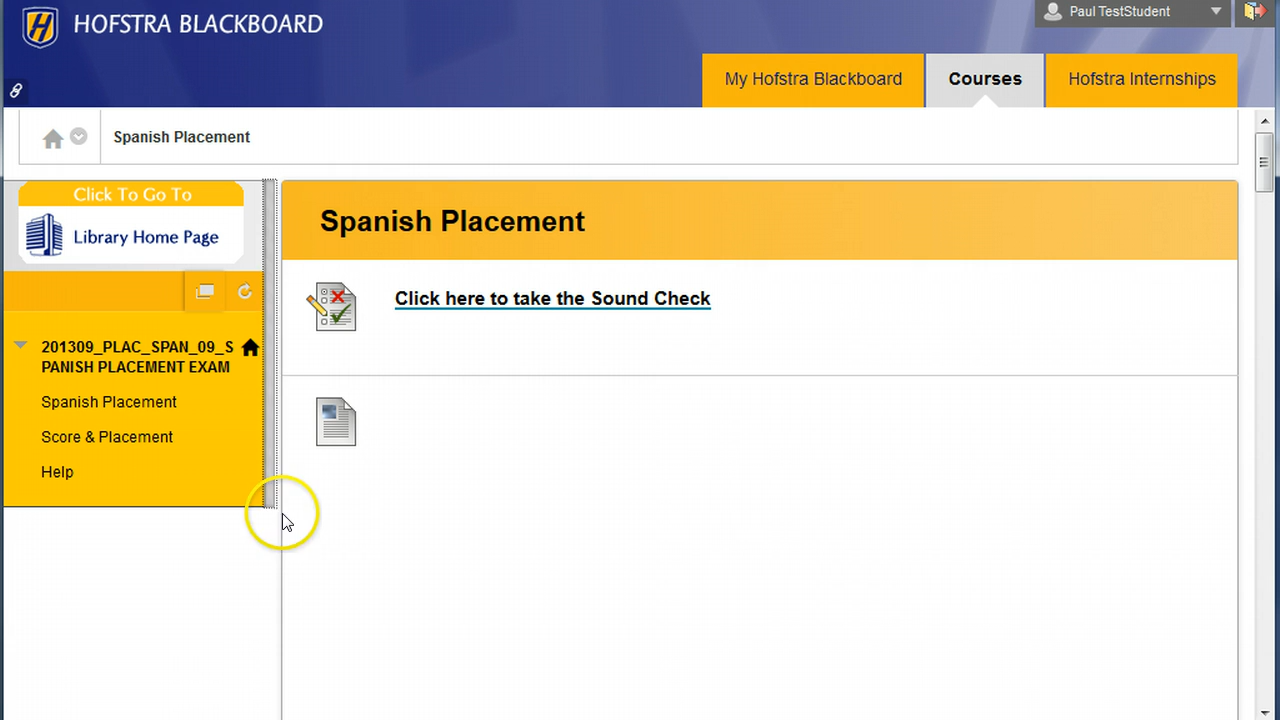 HOFSTRA BLACKBOARD
Paul TestStudent
My Hofstra Blackboard
Courses
Hofstra Internships
Spanish Placement
Click To Go To
Library Home Page
201309_PLAC_SPAN_09_S
PANISH PLACEMENT EXAM
Spanish Placement
Score & Placement
Help
Spanish Placement
Click here to take the Sound Check